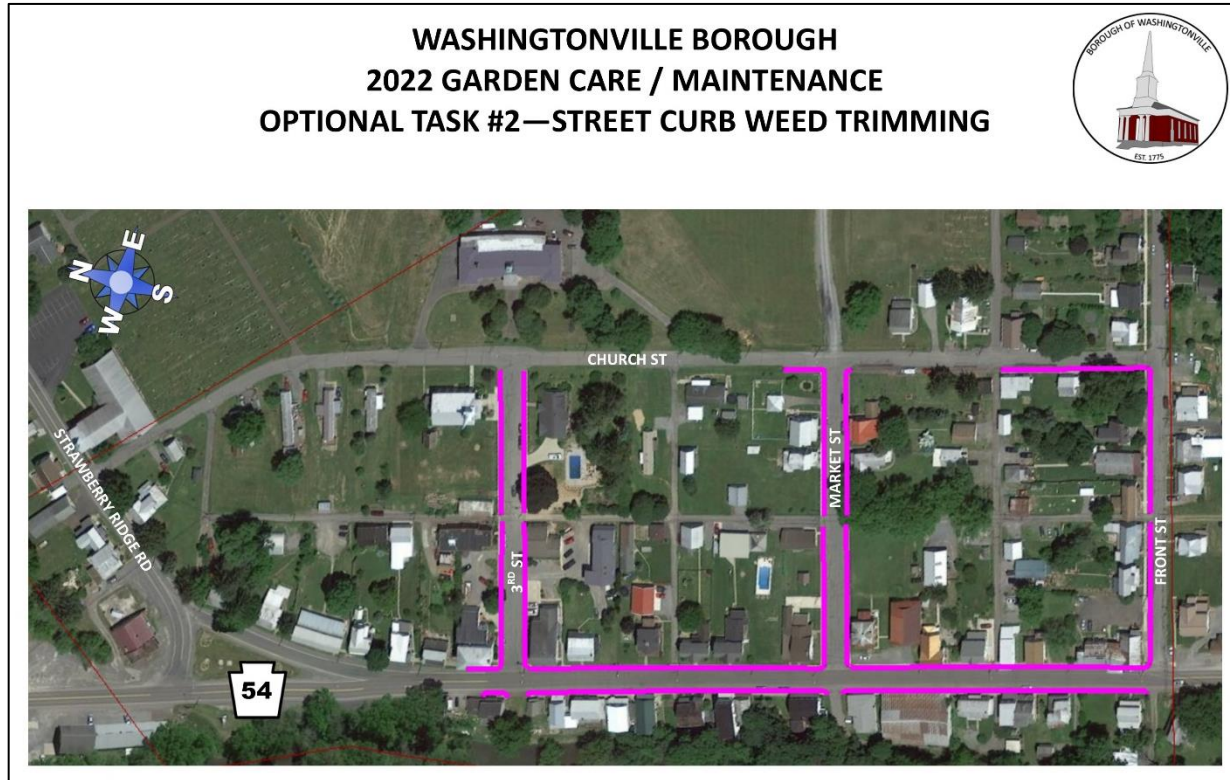 WASHINGTONVILLE BOROUGH
2022 GARDEN CARE / MAINTENANCE
OPTIONAL TASK #2—STREET CURB WEED TRIMMING
BOROUGH OF WASHINGTONVILLE
EST. 1775
N
E
W
S
CHURCH ST
STRAWBERRY RIDGE RD
3RD ST
MARKET ST
FRONT ST
54